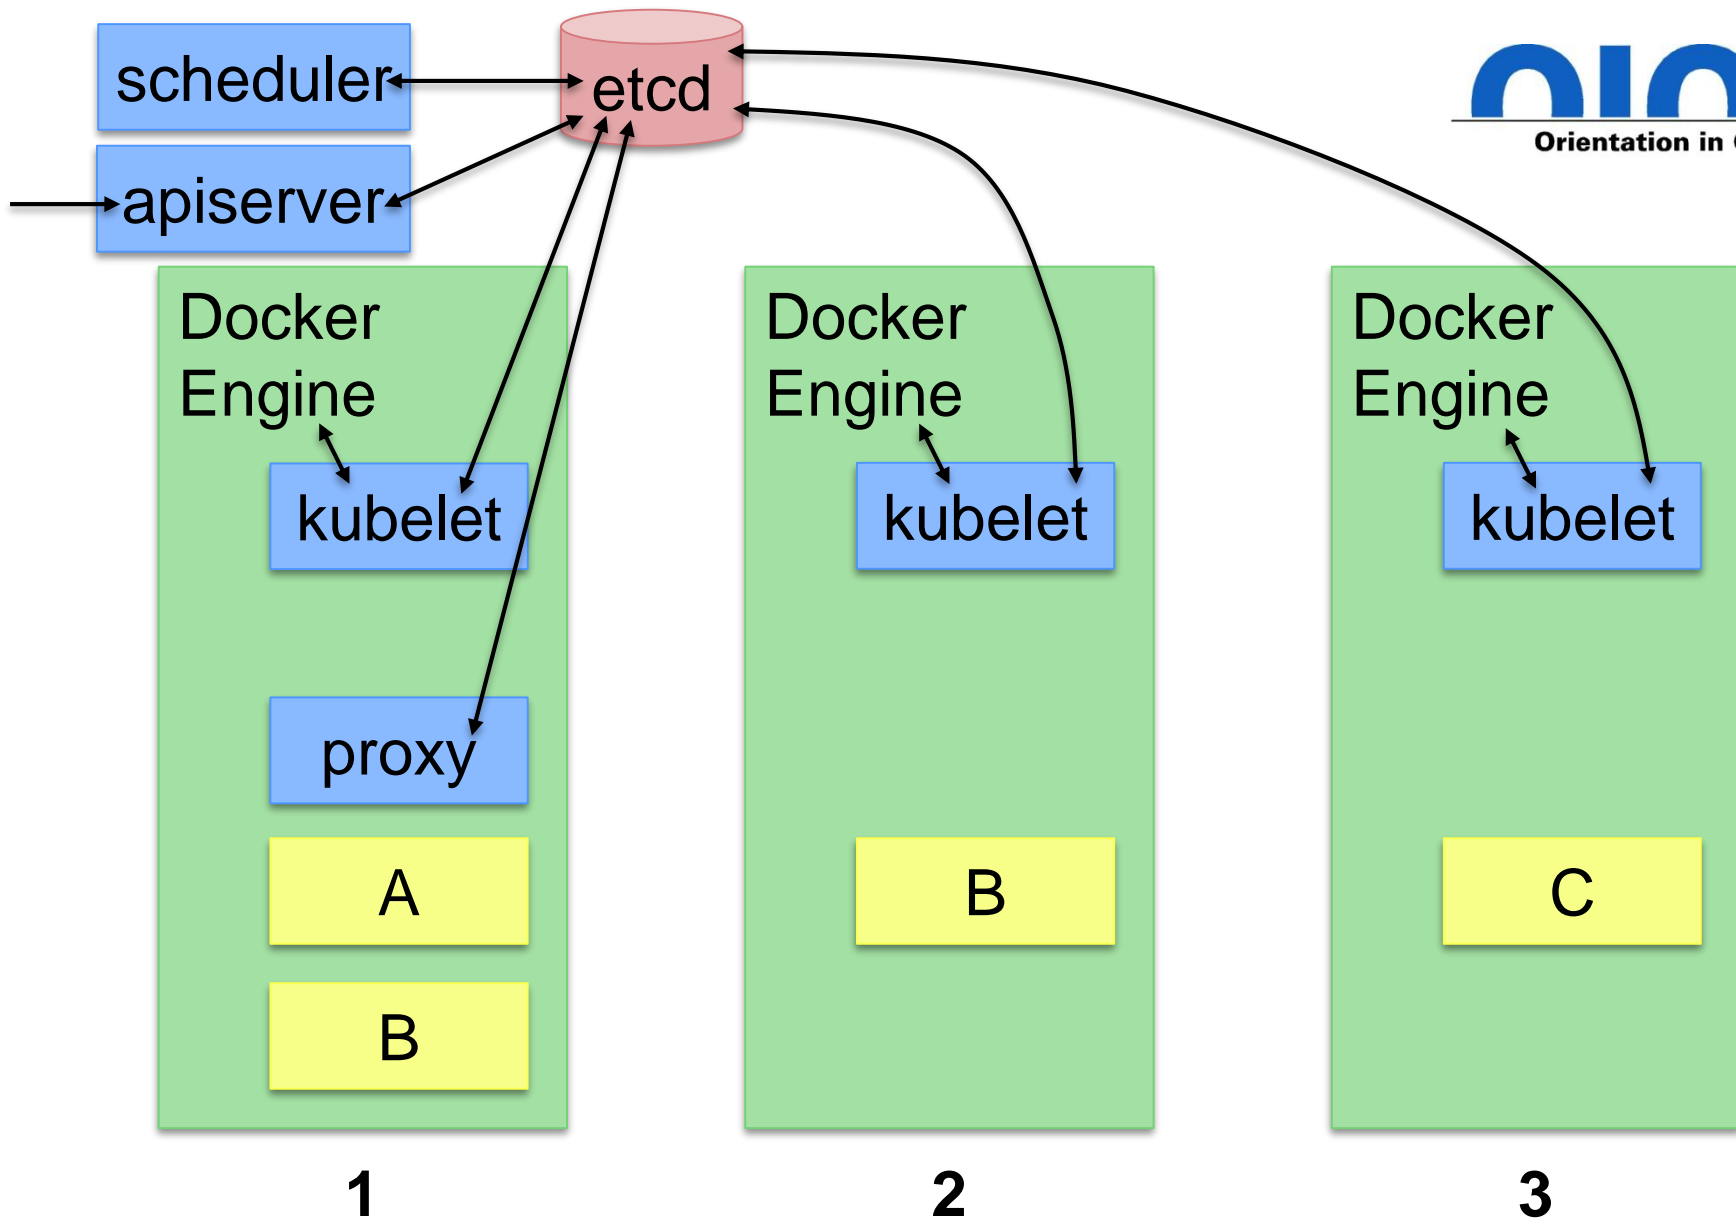 scheduler
etcd
apiserver
Orientation in
Docker
Engine
kubelet
proxy
A
B
1
Docker
Engine
kubelet
B
2
Docker
Engine
kubelet
C
3